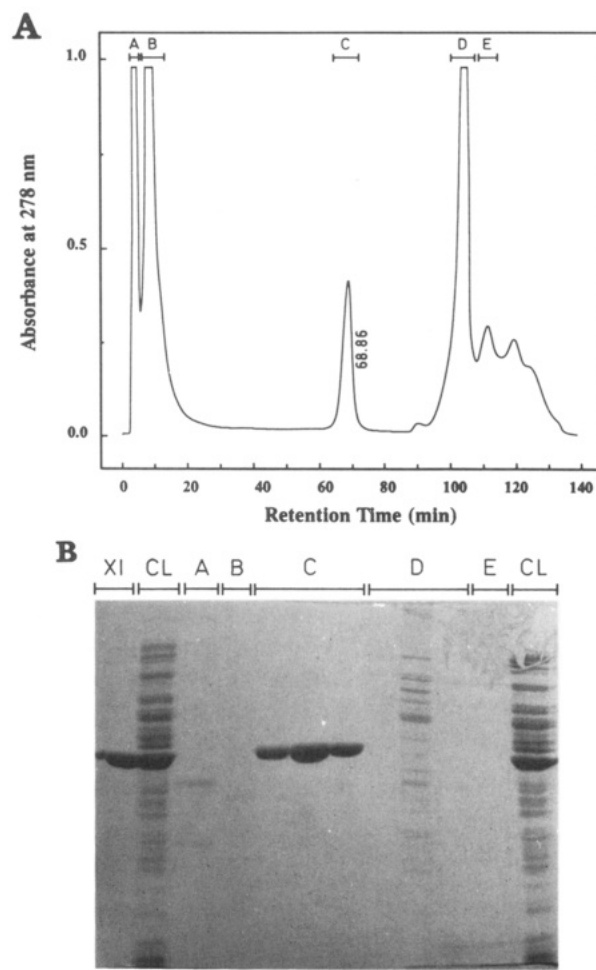 A
A B C D E
1.0
0.5
0.0
Absorbance at 278 nm
68.86
0 20 40 60 80 100 120 140
Retention Time (min)
B
XI CL A B C D E CL